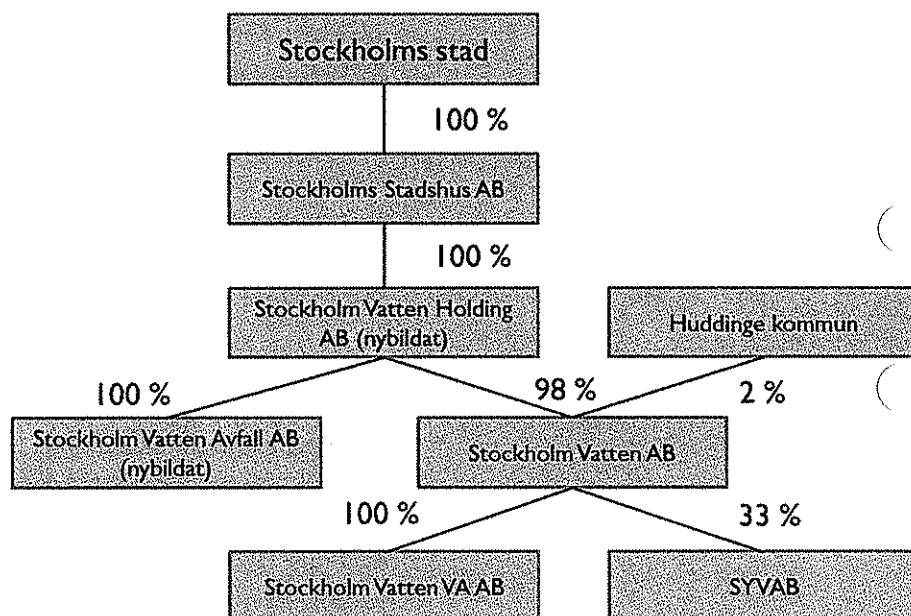 Stockholms stad
100 %
Stockholms Stadshus AB
100 %
Stockholm Vatten Holding
AB (nybildat)
Huddinge kommun
100 %
98 %
2 %
Stockholm Vatten Avfall AB
(nybildat)
Stockholm Vatten AB
100 %
33 %
Stockholm Vatten VA AB
SYVAB